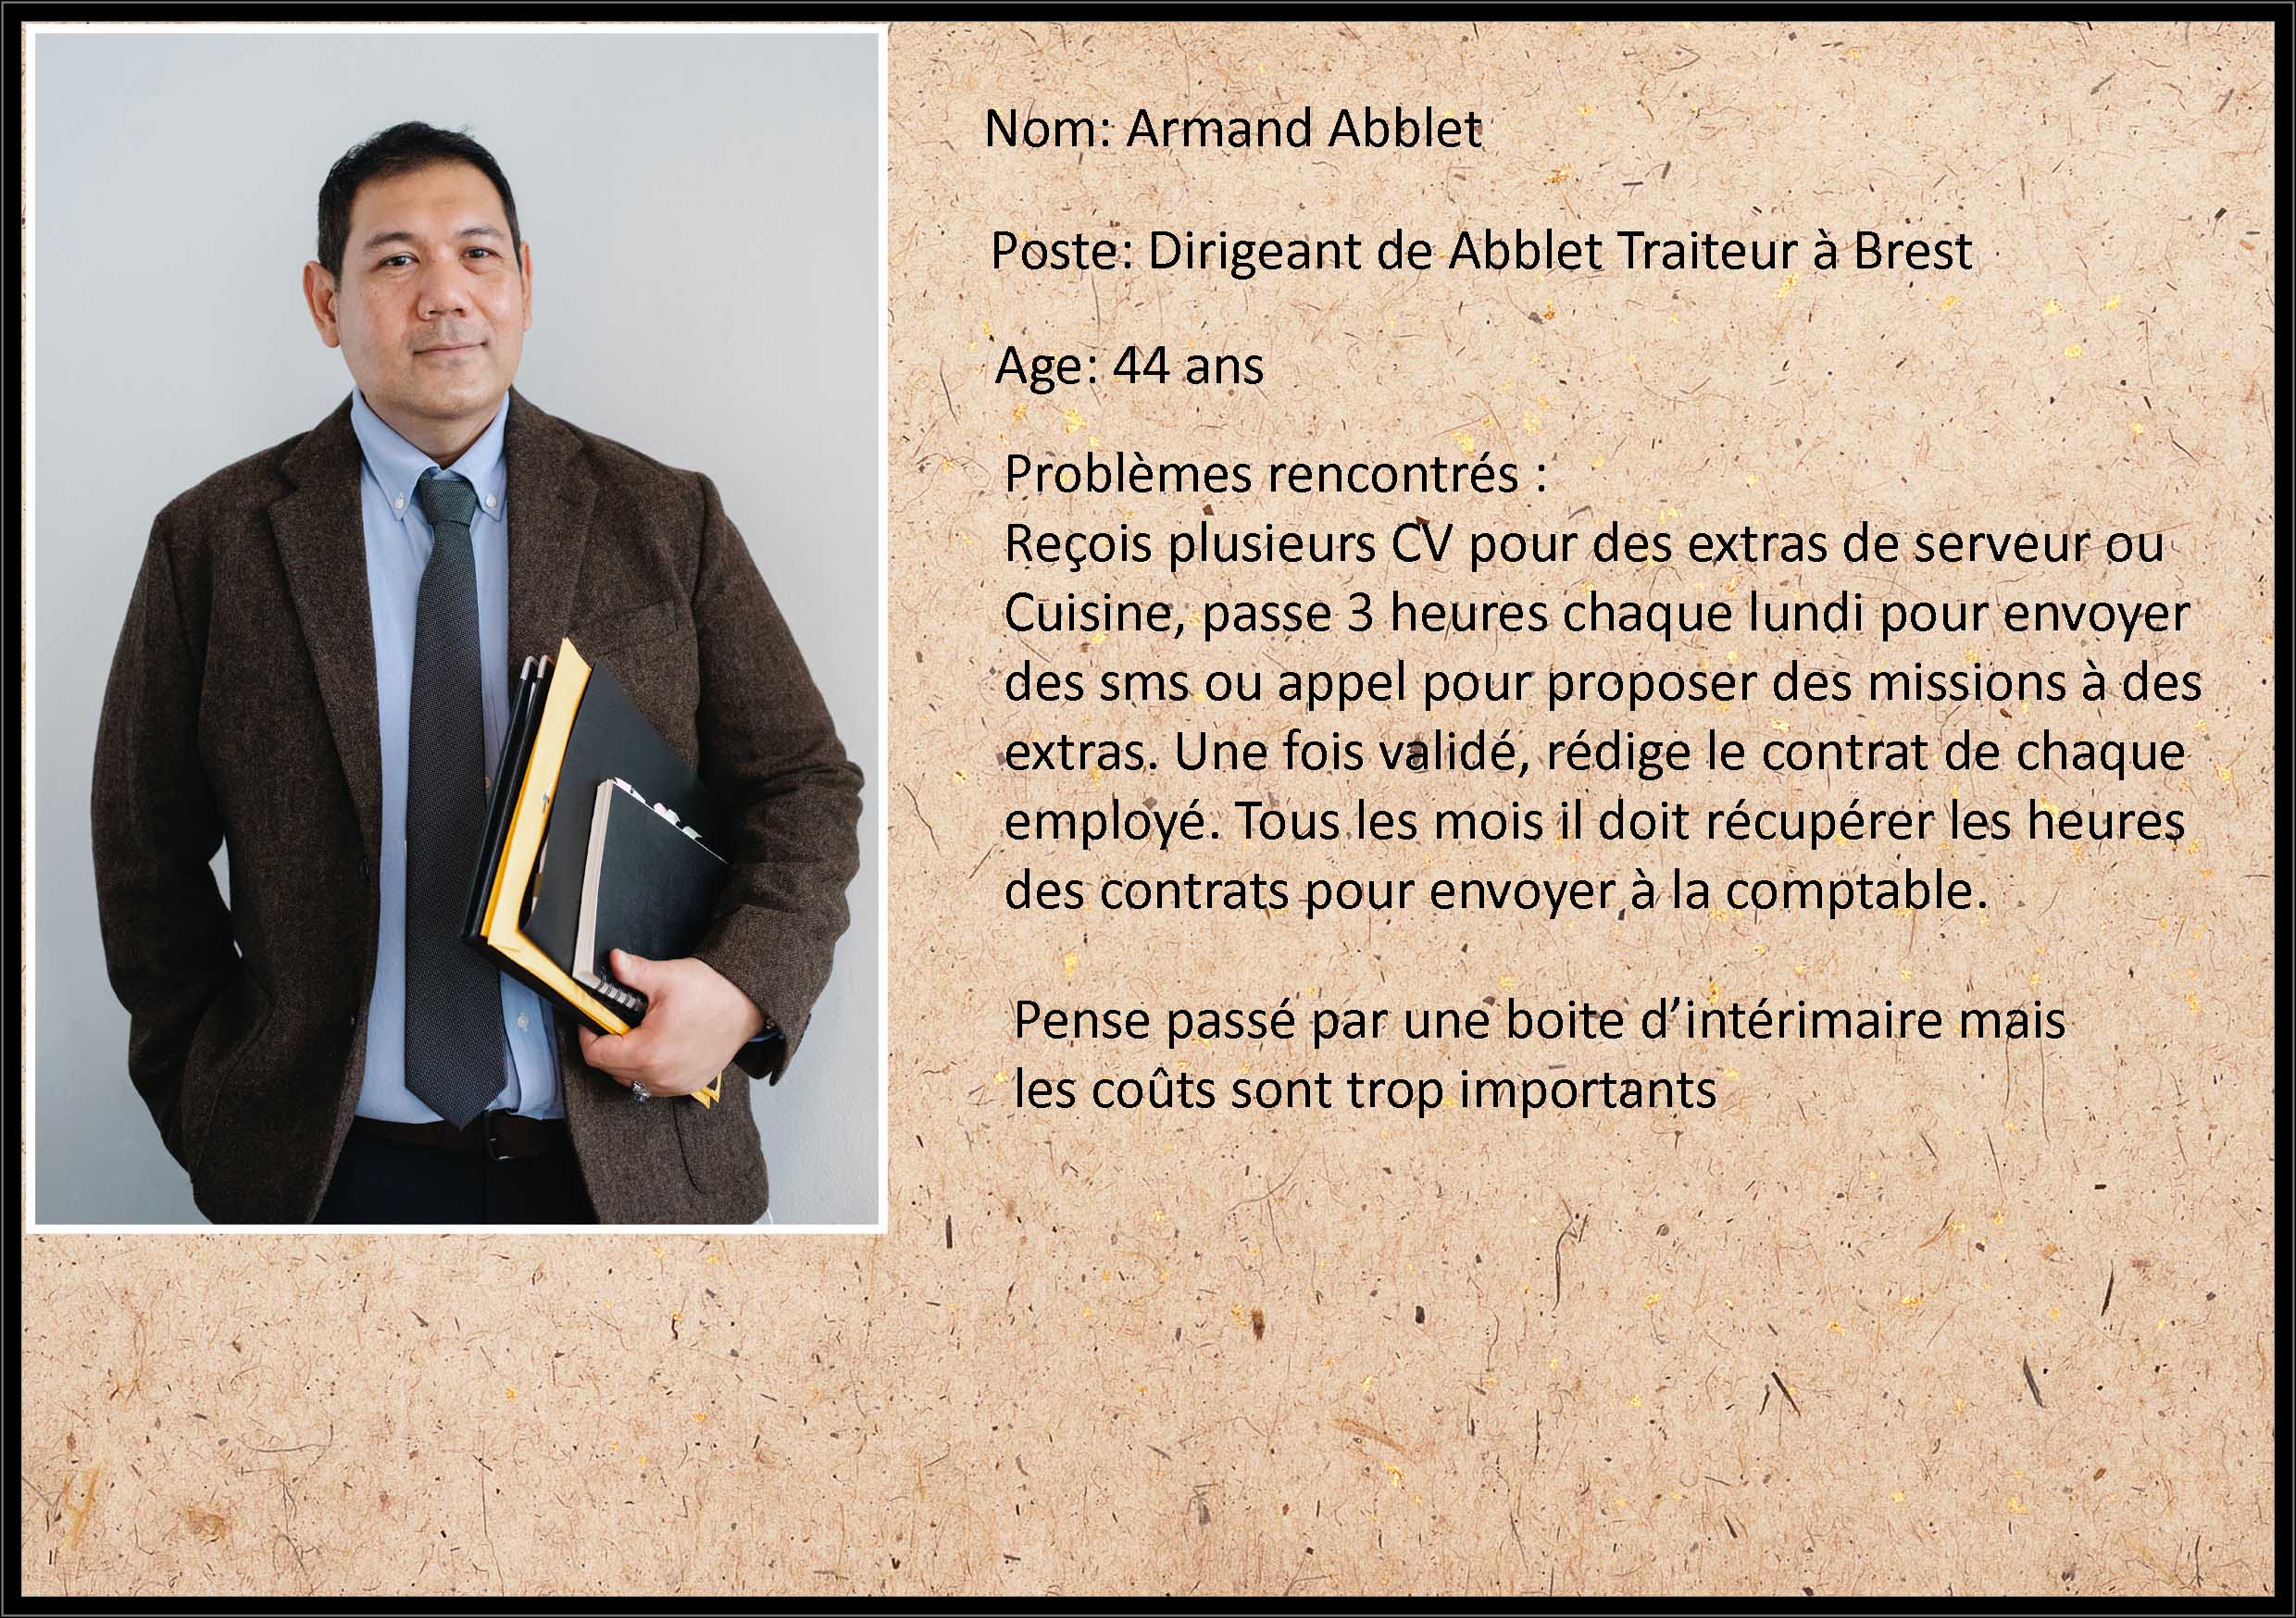 Nom: Armand Abblet
Poste: Dirigeant de Abblet Traiteur à Brest
Age: 44 ans
Problèmes rencontrés :
Reçois plusieurs CV pour des extras de serveur ou
Cuisine, passe 3 heures chaque lundi pour envoyer
des sms ou appel pour proposer des missions à des
extras. Une fois validé, rédige le contrat de chaque
employé. Tous les mois il doit récupérer les heures
des contrats pour envoyer à la comptable.
Pense passé par une boite d’intérimaire mais
les coûts sont trop importants